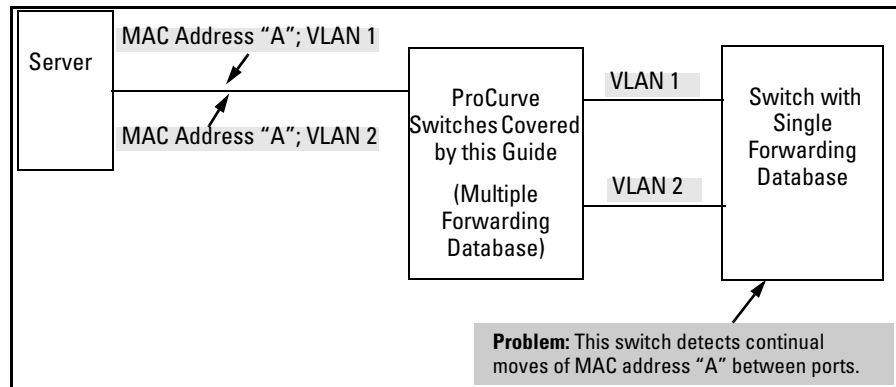 Server
MAC Address “A”; VLAN 1
MAC Address “A”; VLAN 2
ProCurve
Switches Covered
by this Guide
(Multiple
Forwarding
Database)
VLAN 1
VLAN 2
Switch with
Single
Forwarding
Database
Problem: This switch detects continual
moves of MAC address “A” between ports.